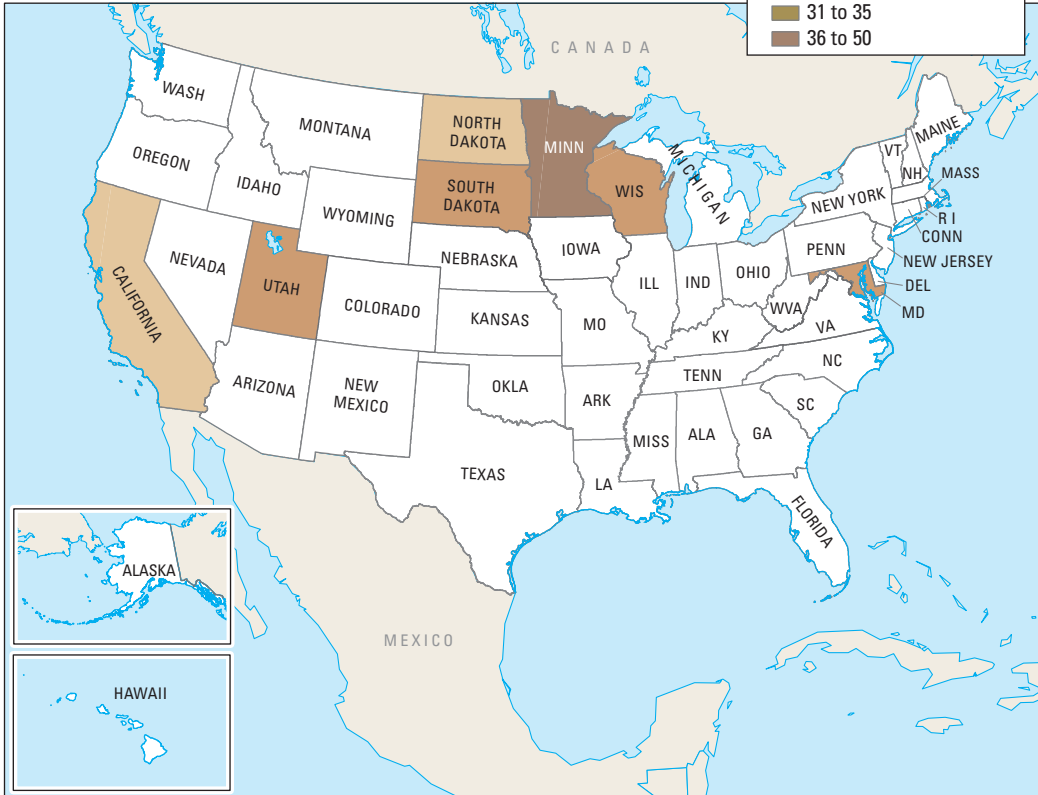 31 to 35
36 to 50
CANADA
WASH
MONTANA
NORTH
DAKOTA
MINN
MICHIGAN
MAINE
VT
NH
MASS
OREGON
IDAHO
SOUTH
DAKOTA
WIS
NEW YORK
R I
CONN
WYOMING
IOWA
PENN
NEW JERSEY
NEVADA
NEBRASKA
ILL
IND
OHIO
DEL
MD
UTAH
COLORADO
KANSAS
MO
WVA
VA
KY
CALIFORNIA
ARIZONA
NEW
MEXICO
OKLA
ARK
TENN
NC
SC
MISS
ALA
GA
TEXAS
LA
FLORIDA
ALASKA
MEXICO
HAWAII